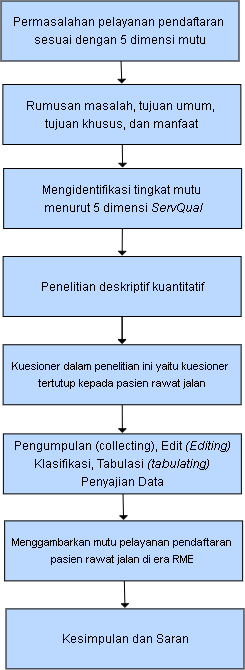 Permasalahan pelayanan pendaftaran
sesuai dengan 5 dimensi mutu
Rumusan masalah, tujuan umum,
tujuan khusus, dan manfaat
Mengidentifikasi tingkat mutu
menurut 5 dimensi ServQual
Penelitian deskriptif kuantitatif
Kuesioner dalam penelitian ini yaitu kuesioner
tertutup kepada pasien rawat jalan
Pengumpulan (collecting), Edit (Editing)
Klasifikasi, Tabulasi (tabulating)
Penyajian Data
Menggambarkan mutu pelayanan pendaftaran
pasien rawat jalan di era RME
Kesimpulan dan Saran